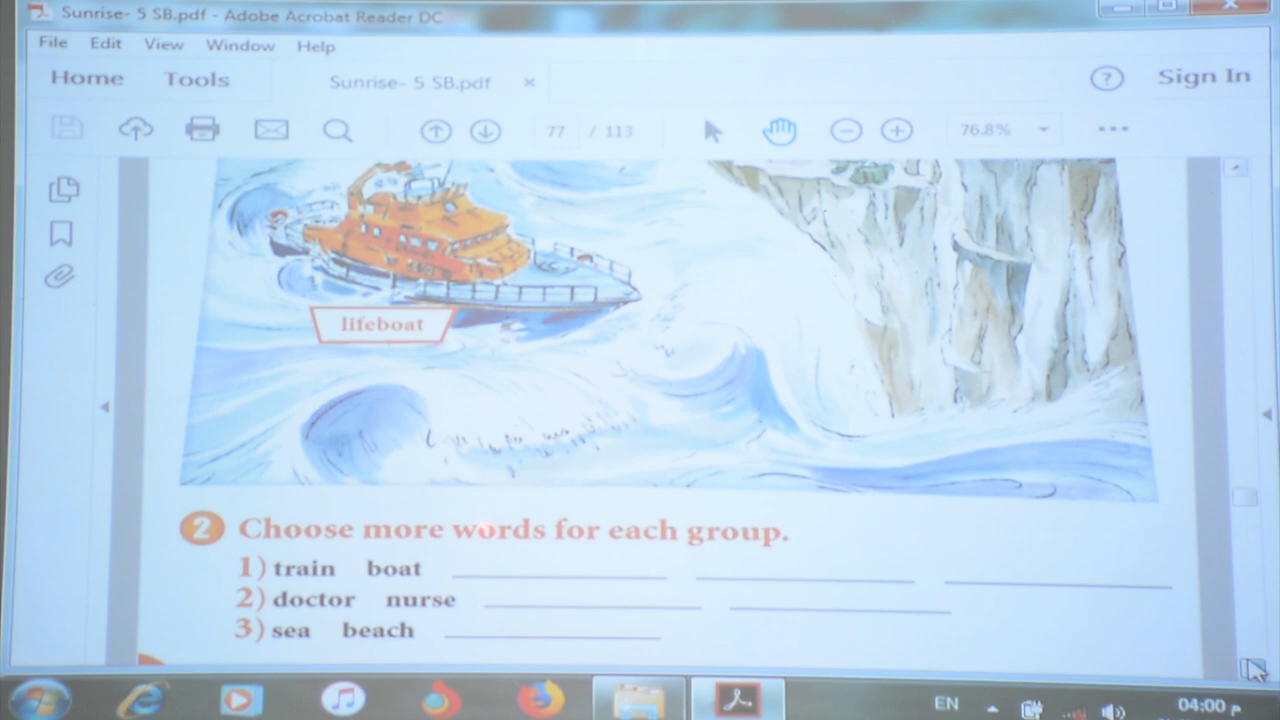 Sunrise- 5 SB.pdf - Adobe Acrobat Reader DC
File Edit View Window Help
Home Tools Sunrise- 5 SB.pdf × ? Sign In
77 / 113 76.8%
lifeboat
2 Choose more words for each group.
1) train boat
2) doctor nurse
3) sea beach
EN 04:00 م